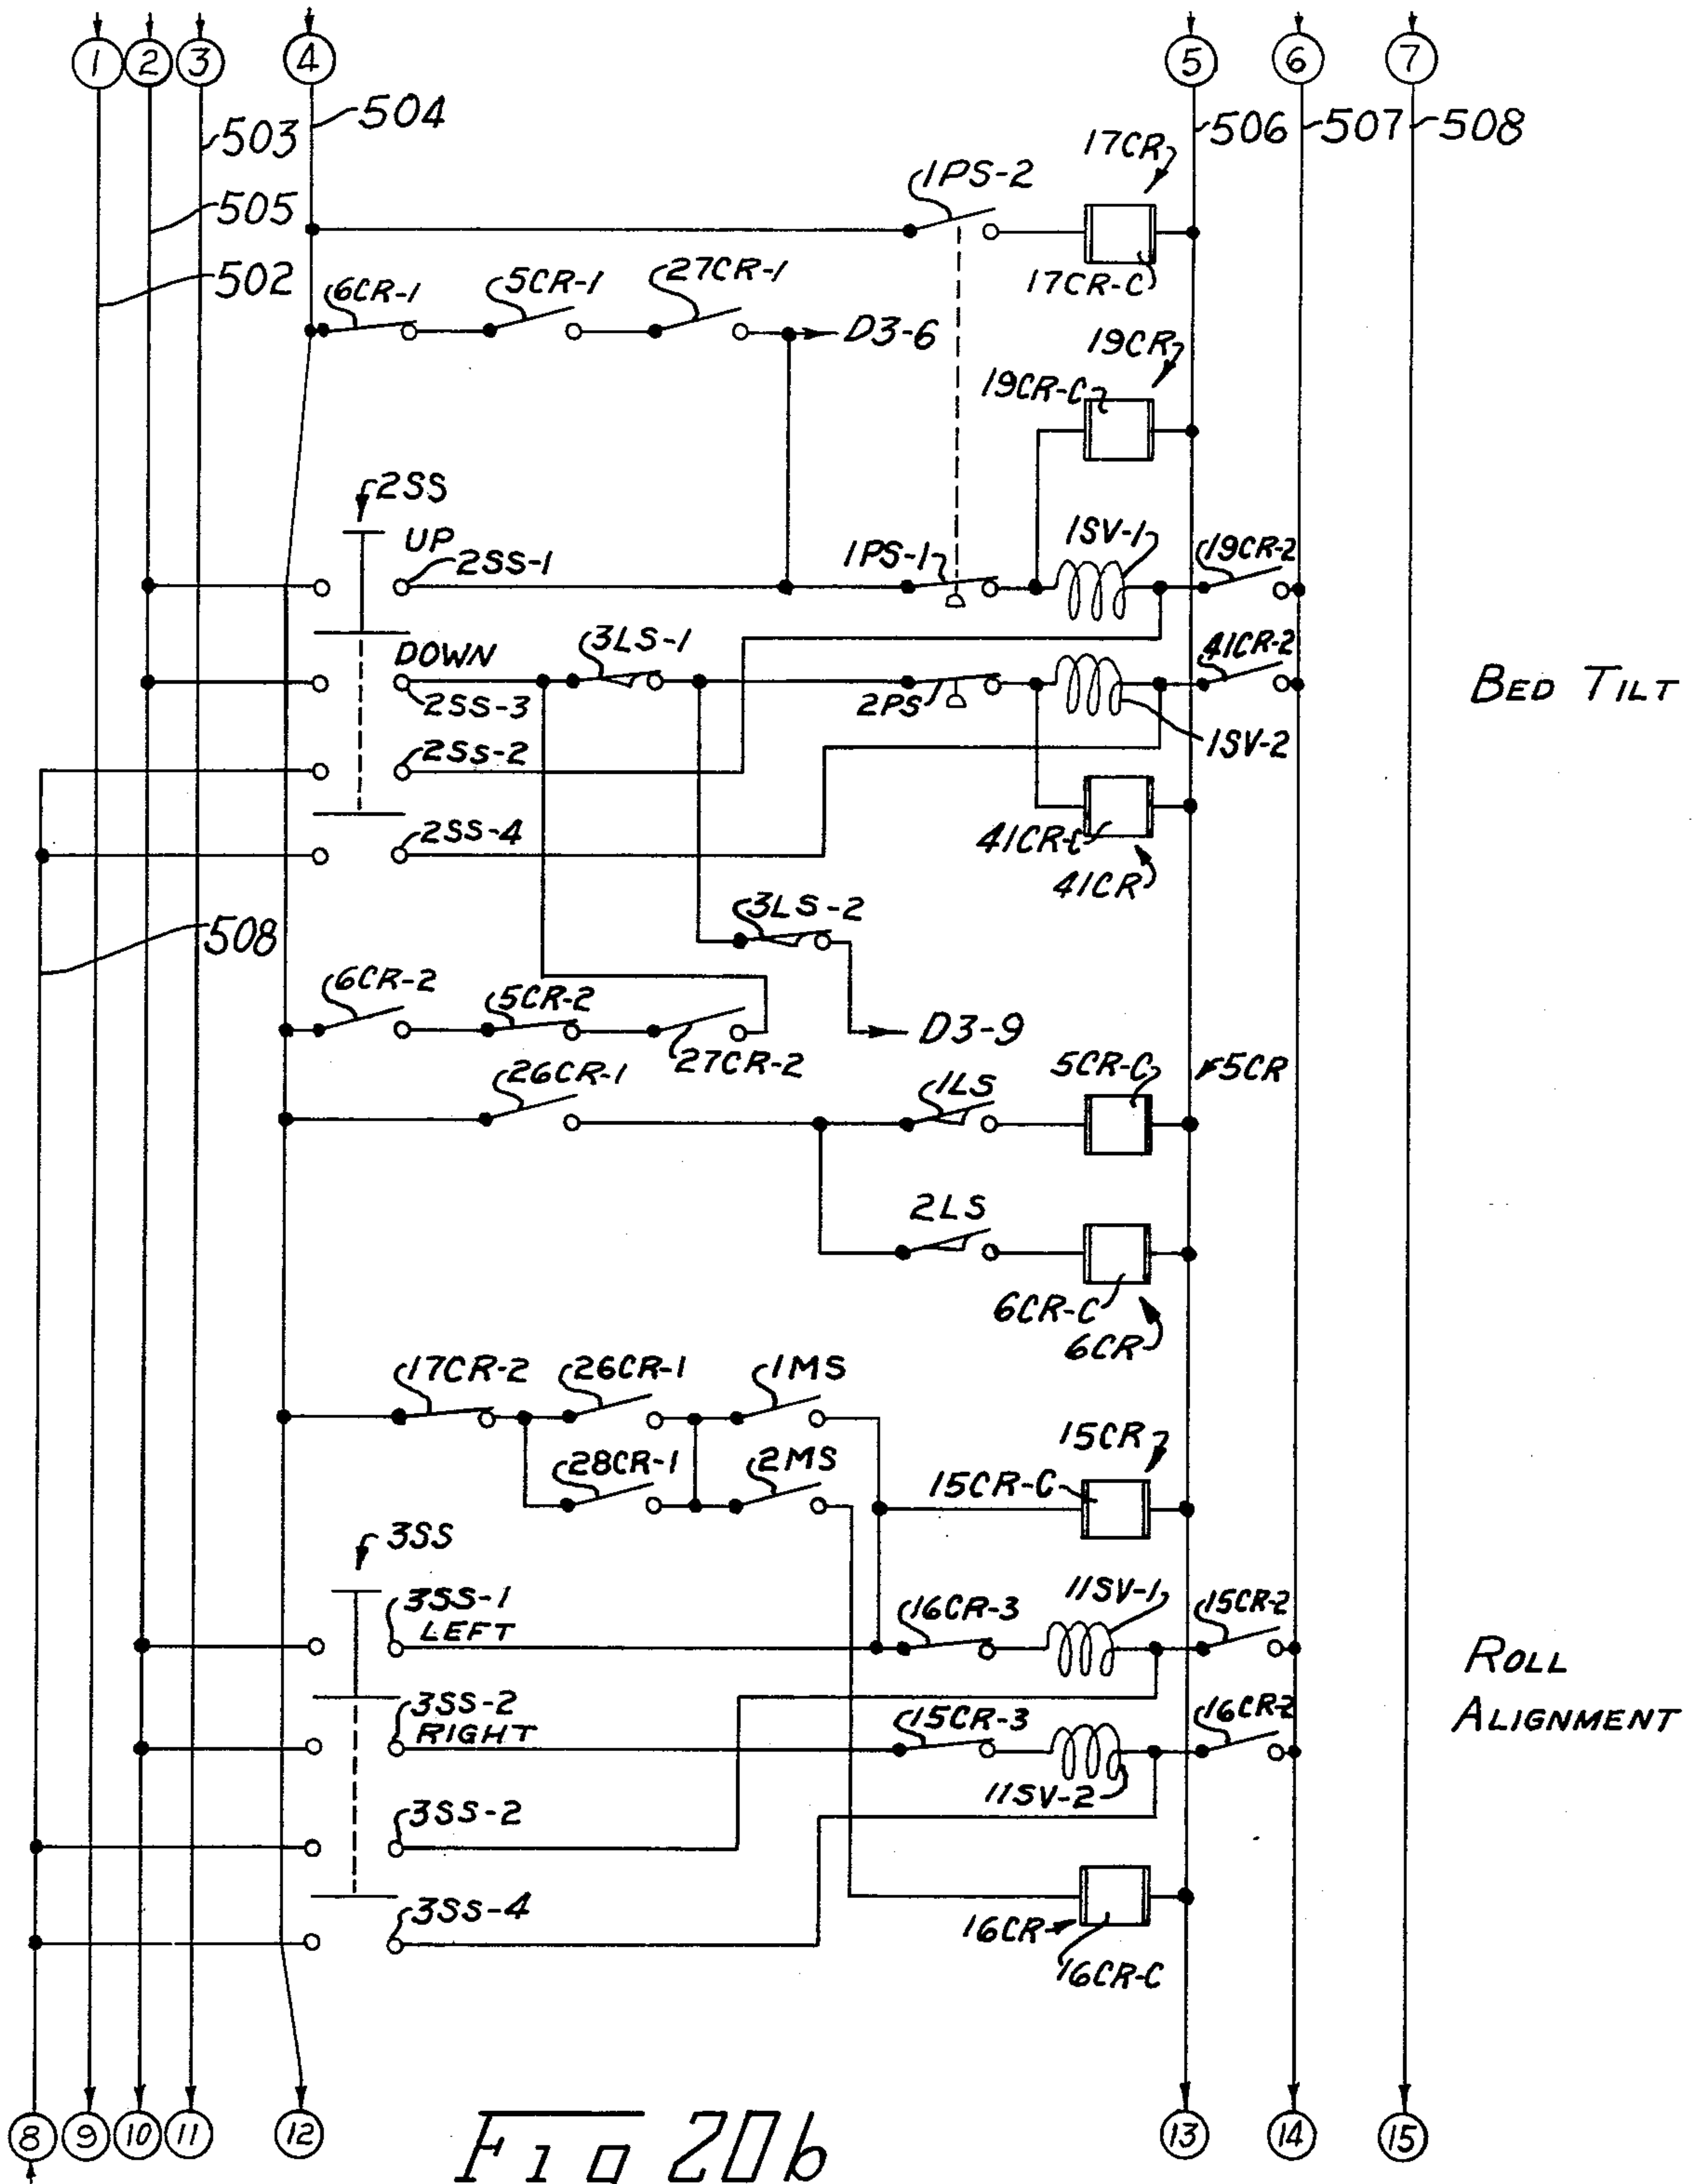 1 2 3 4 5 6 7
504 506 507 508
503 17CR
1PS-2
505
502 6CR-1 5CR-1 27CR-1 17CR-C
D3-6 19CR
19CR-C
2SS
UP 1SV-1
2SS-1 1PS-1 19CR-2
DOWN 3LS-1 41CR-2
2SS-3 2PS BED TILT
2SS-2 1SV-2
2SS-4 41CR-C
41CR
3LS-2
508
6CR-2 5CR-2 D3-9
27CR-2 5CR-C 5CR
26CR-1 1LS
2LS
6CR-C
6CR
17CR-2 26CR-1 1MS
15CR
28CR-1 2MS 15CR-C
3SS
3SS-1 16CR-3 11SV-1 15CR-2
LEFT ROLL
3SS-2 15CR-3 16CR-2 ALIGNMENT
RIGHT
11SV-2
3SS-2
3SS-4 16CR
16CR-C
8 9 10 11 12 13 14 15
Fig 20b